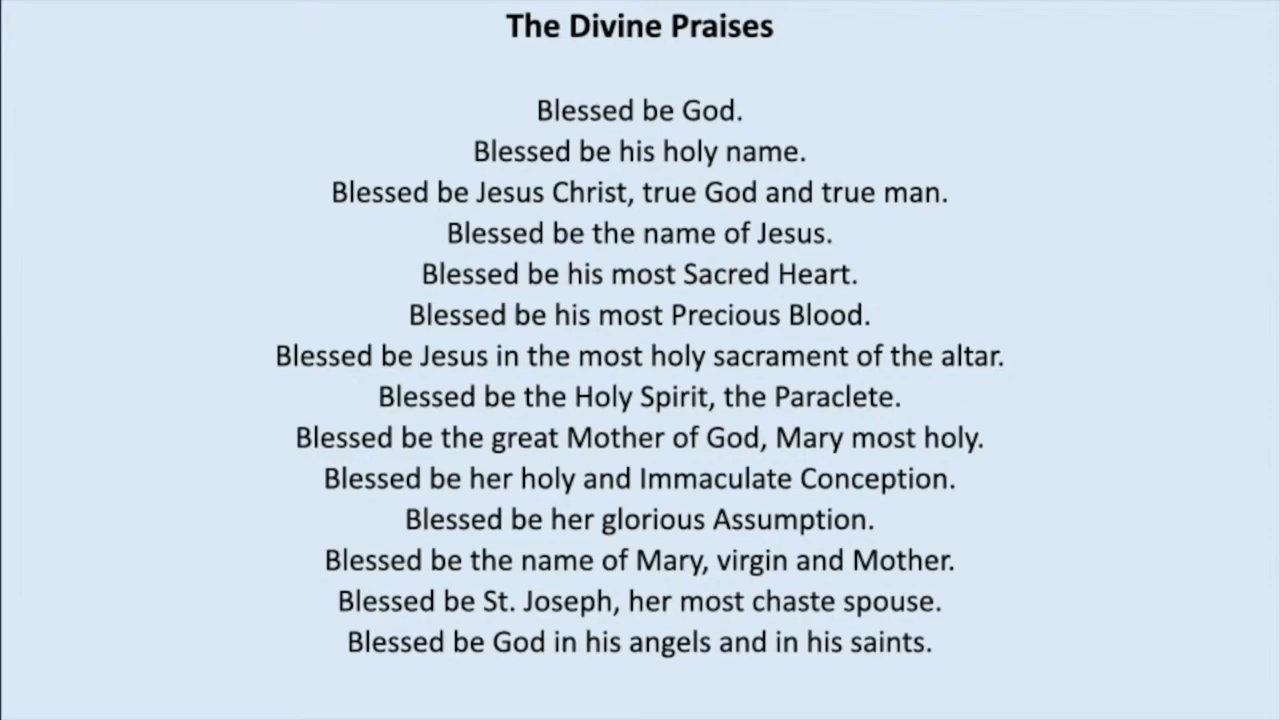 The Divine Praises
Blessed be God.
Blessed be his holy name.
Blessed be Jesus Christ, true God and true man.
Blessed be the name of Jesus.
Blessed be his most Sacred Heart.
Blessed be his most Precious Blood.
Blessed be Jesus in the most holy sacrament of the altar.
Blessed be the Holy Spirit, the Paraclete.
Blessed be the great Mother of God, Mary most holy.
Blessed be her holy and Immaculate Conception.
Blessed be her glorious Assumption.
Blessed be the name of Mary, virgin and Mother.
Blessed be St. Joseph, her most chaste spouse.
Blessed be God in his angels and in his saints.